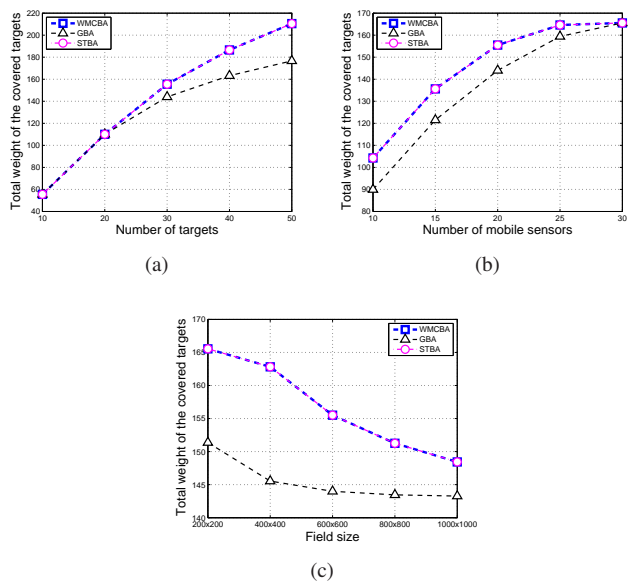 220
200
180
160
140
120
100
80
60
40
Total weight of the covered targets
WMCBA
GBA
STBA
10 20 30 40 50
Number of targets
(a)
170
160
150
140
130
120
110
100
90
80
Total weight of the covered targets
WMCBA
GBA
STBA
10 15 20 25 30
Number of mobile sensors
(b)
170
165
160
155
150
145
140
Total weight of the covered targets
WMCBA
GBA
STBA
200x200 400x400 600x600 800x800 1000x1000
Field size
(c)